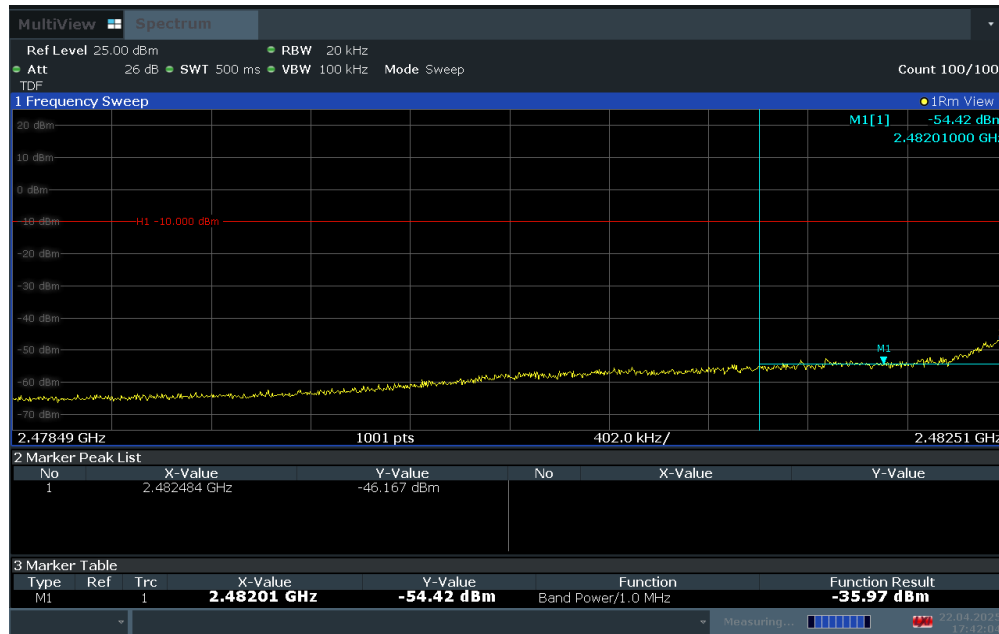 MultiView Spectrum
Ref Level 25.00 dBm RBW 20 kHz
Att 26 dB SWT 500 ms VBW 100 kHz Mode Sweep Count 100/100
TDF
1 Frequency Sweep 1Rm View
20 dBm M1[1] -54.42 dBm
2.48201000 GHz
10 dBm
0 dBm
-10 dBm H1 -10.000 dBm
-20 dBm
-30 dBm
-40 dBm
-50 dBm M1
-60 dBm
-70 dBm
2.47849 GHz 1001 pts 402.0 kHz/ 2.48251 GHz
2 Marker Peak List
No X-Value Y-Value No X-Value Y-Value
1 2.482484 GHz -46.167 dBm
3 Marker Table
Type Ref Trc X-Value Y-Value Function Function Result
M1 1 2.48201 GHz -54.42 dBm Band Power/1.0 MHz -35.97 dBm
Measuring... 22.04.2025